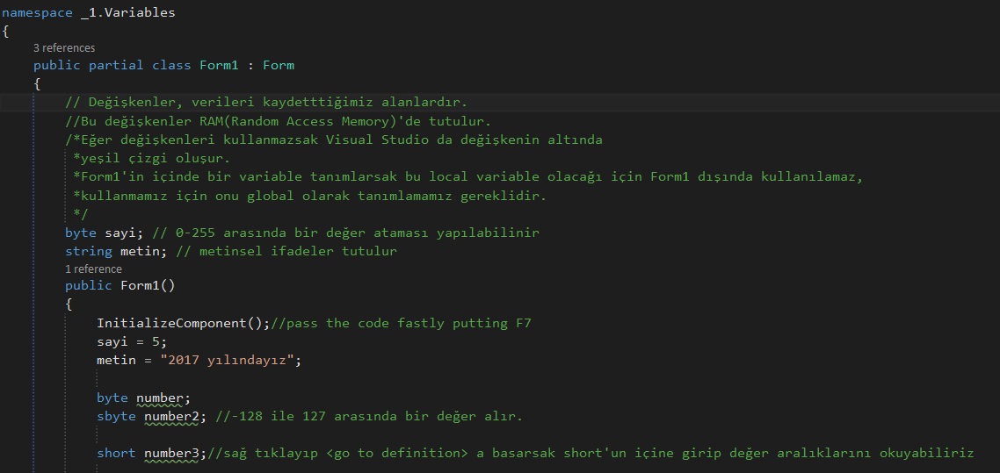 namespace _1.Variables
{
3 references
public partial class Form1 : Form
{
// Değişkenler, verileri kaydetttiğimiz alanlardır.
//Bu değişkenler RAM(Random Access Memory)'de tutulur.
/*Eğer değişkenleri kullanmazsak Visual Studio da değişkenin altında
*yeşil çizgi oluşur.
*Form1'in içinde bir variable tanımlarsak bu local variable olacağı için Form1 dışında kullanılamaz,
*kullanmamız için onu global olarak tanımlamamız gereklidir.
*/
byte sayi; // 0-255 arasında bir değer ataması yapılabilinir
string metin; // metinsel ifadeler tutulur
1 reference
public Form1()
{
InitializeComponent();//pass the code fastly putting F7
sayi = 5;
metin = "2017 yılındayız";
byte number;
sbyte number2; //-128 ile 127 arasında bir değer alır.
short number3;//sağ tıklayıp <go to definition> a basarsak short'un içine girip değer aralıklarını okuyabiliriz